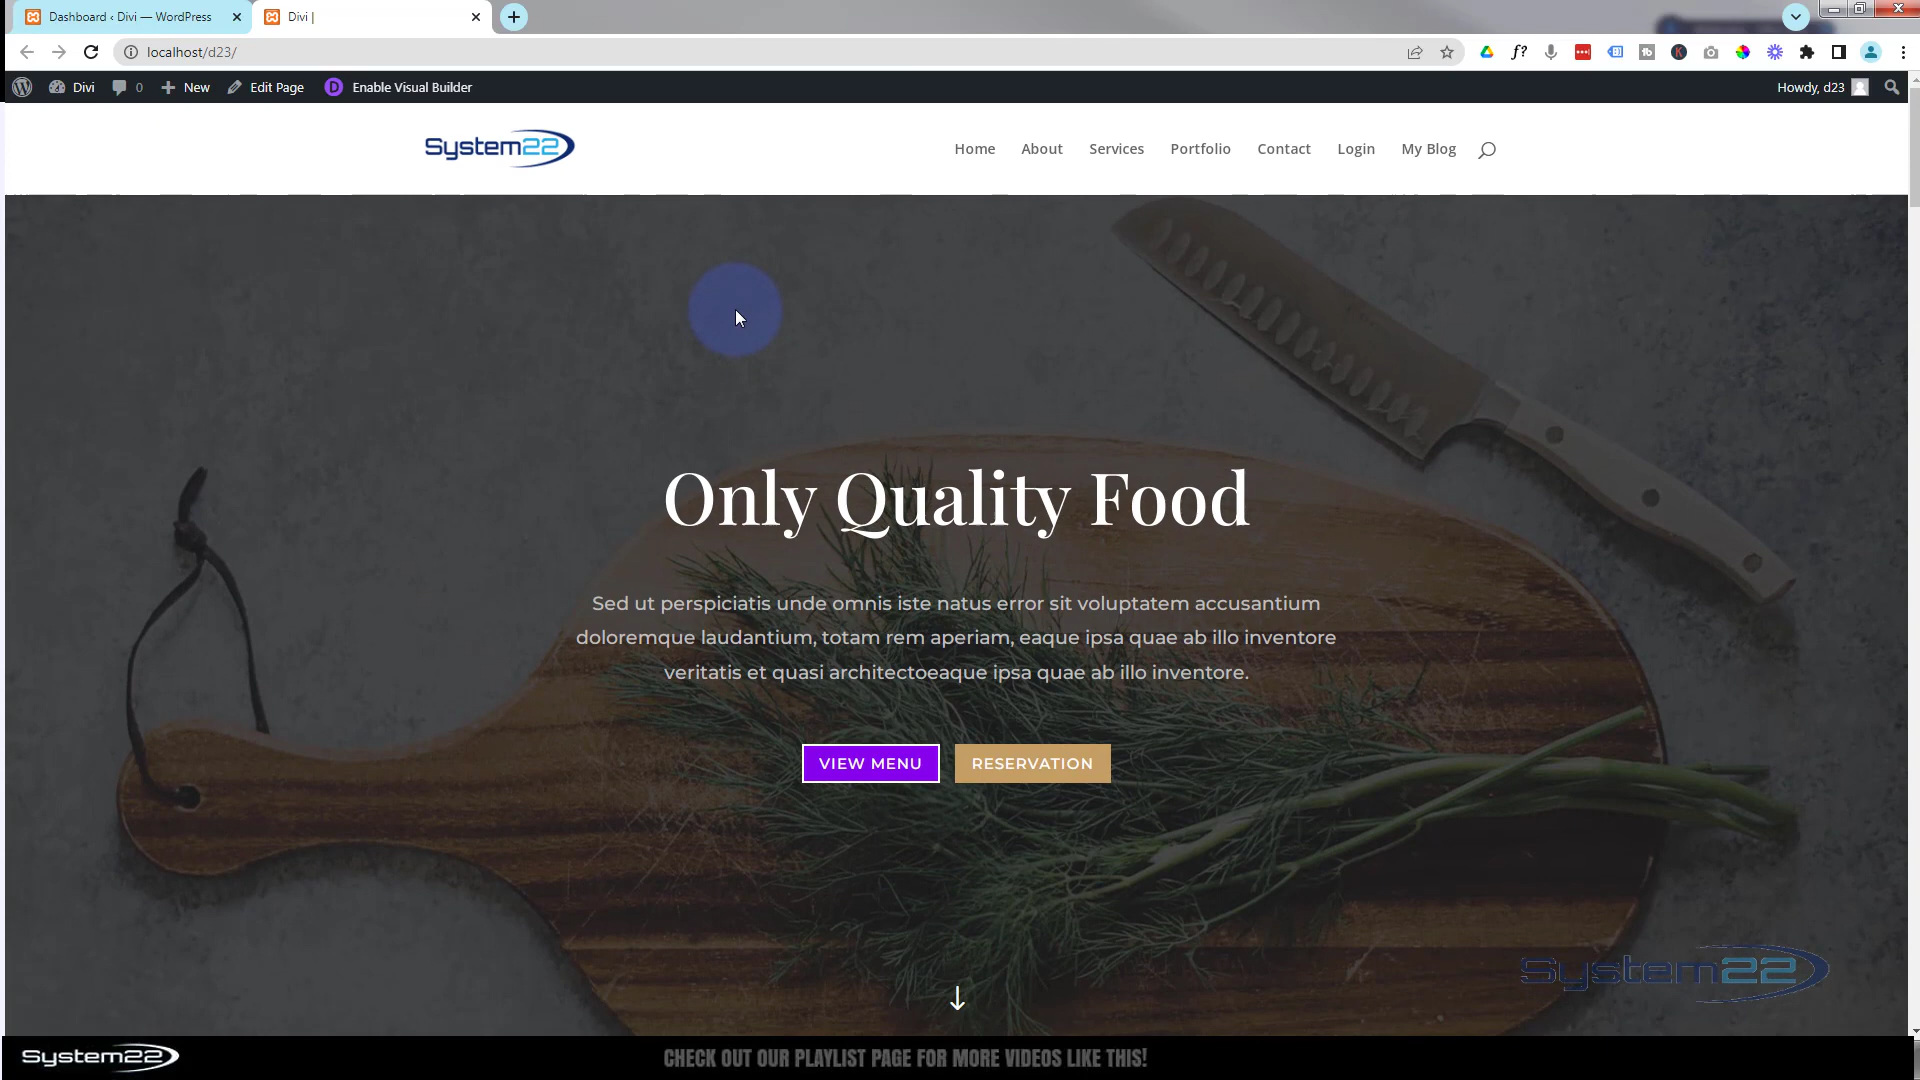 Dashboard ‹ Divi — WordPress
Divi |
localhost/d23/
Divi
0
New
Edit Page
D
Enable Visual Builder
Howdy, d23
System22
Home
About
Services
Portfolio
Contact
Login
My Blog
Only Quality Food
Sed ut perspiciatis unde omnis iste natus error sit voluptatem accusantium
doloremque laudantium, totam rem aperiam, eaque ipsa quae ab illo inventore
veritatis et quasi architectoeaque ipsa quae ab illo inventore.
VIEW MENU
RESERVATION
System22
System22
CHECK OUT OUR PLAYLIST PAGE FOR MORE VIDEOS LIKE THIS!